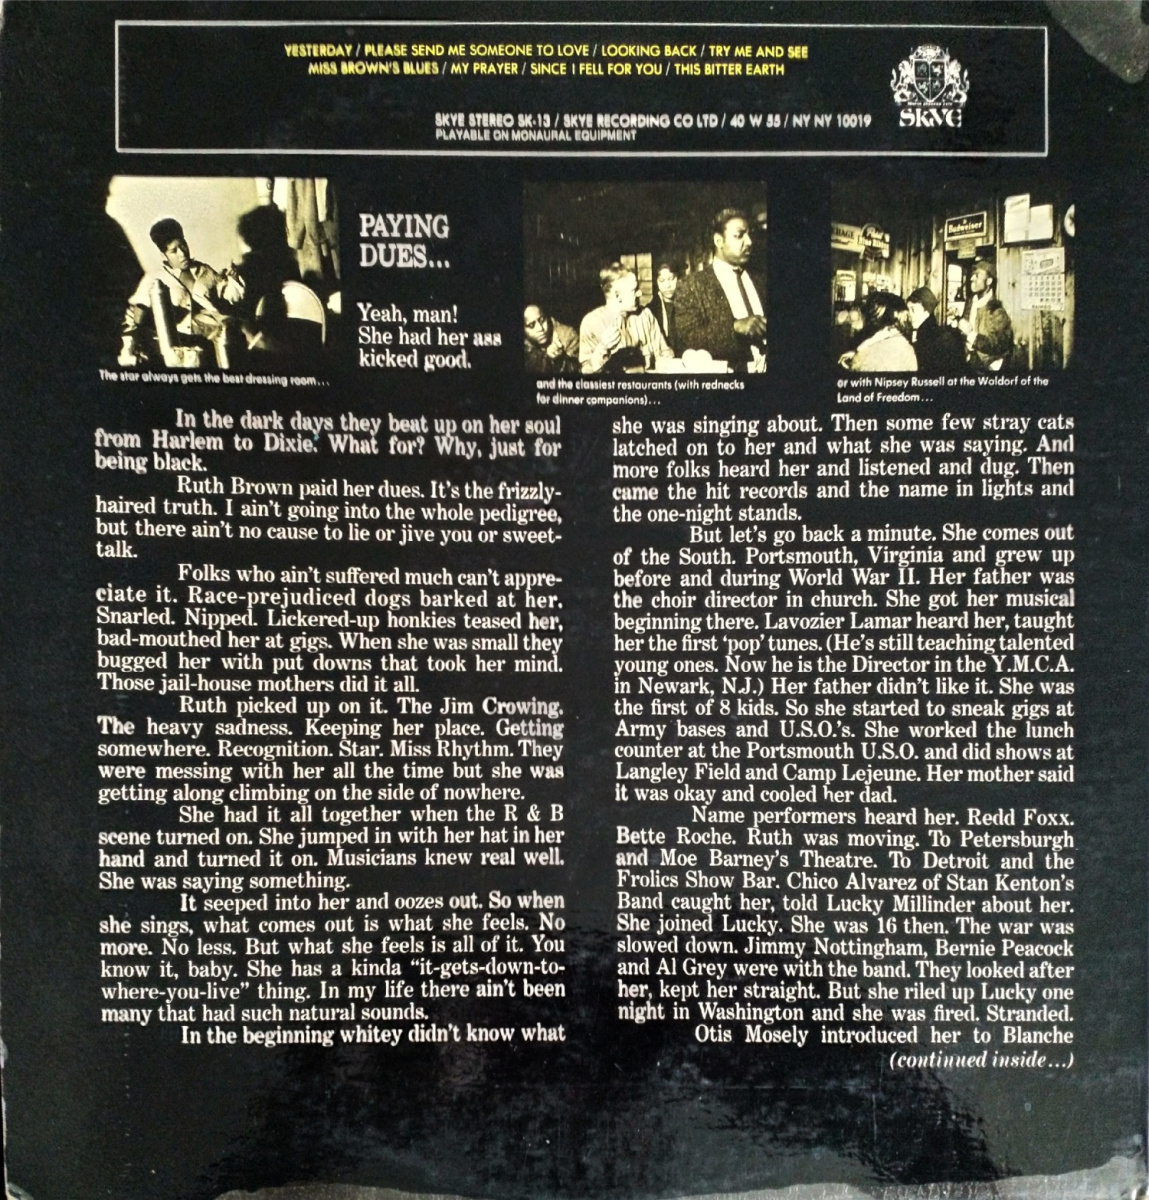 YESTERDAY / PLEASE SEND ME SOMEONE TO LOVE / LOOKING BACK / TRY ME AND SEE
MISS BROWN'S BLUES / MY PRAYER / SINCE I FELL FOR YOU / THIS BITTER EARTH
SKYE STEREO SK-13 / SKYE RECORDING CO LTD / 40 W 55 / NY NY 10019
PLAYABLE ON MONAURAL EQUIPMENT
SKYE
PAYING
DUES...
Yeah, man!
She had her ass
kicked good.
Budweiser
The star always gets the best dressing room...
and the classiest restaurants (with rednecks
for dinner companions)...
or with Nipsey Russell at the Waldorf of the
Land of Freedom...
In the dark days they beat up on her soul
from Harlem to Dixie. What for? Why, just for
being black.
Ruth Brown paid her dues. It's the frizzly-
haired truth. I ain't going into the whole pedigree,
but there ain't no cause to lie or jive you or sweet-
talk.
Folks who ain't suffered much can't appre-
ciate it. Race-prejudiced dogs barked at her.
Snarled. Nipped. Lickered-up honkies teased her,
bad-mouthed her at gigs. When she was small they
bugged her with put downs that took her mind.
Those jail-house mothers did it all.
Ruth picked up on it. The Jim Crowing.
The heavy sadness. Keeping her place. Getting
somewhere. Recognition. Star. Miss Rhythm. They
were messing with her all the time but she was
getting along climbing on the side of nowhere.
She had it all together when the R & B
scene turned on. She jumped in with her hat in her
hand and turned it on. Musicians knew real well.
She was saying something.
It seeped into her and oozes out. So when
she sings, what comes out is what she feels. No
more. No less. But what she feels is all of it. You
know it, baby. She has a kinda "it-gets-down-to-
where-you-live" thing. In my life there ain't been
many that had such natural sounds.
In the beginning whitey didn't know what
she was singing about. Then some few stray cats
latched on to her and what she was saying. And
more folks heard her and listened and dug. Then
came the hit records and the name in lights and
the one-night stands.
But let's go back a minute. She comes out
of the South. Portsmouth, Virginia and grew up
before and during World War II. Her father was
the choir director in church. She got her musical
beginning there. Lavozier Lamar heard her, taught
her the first 'pop' tunes. (He's still teaching talented
young ones. Now he is the Director in the Y.M.C.A.
in Newark, N.J.) Her father didn't like it. She was
the first of 8 kids. So she started to sneak gigs at
Army bases and U.S.O.'s. She worked the lunch
counter at the Portsmouth U.S.O. and did shows at
Langley Field and Camp Lejeune. Her mother said
it was okay and cooled her dad.
Name performers heard her. Redd Foxx.
Bette Roche. Ruth was moving. To Petersburgh
and Moe Barney's Theatre. To Detroit and the
Frolics Show Bar. Chico Alvarez of Stan Kenton's
Band caught her, told Lucky Millinder about her.
She joined Lucky. She was 16 then. The war was
slowed down. Jimmy Nottingham, Bernie Peacock
and Al Grey were with the band. They looked after
her, kept her straight. But she riled up Lucky one
night in Washington and she was fired. Stranded.
Otis Mosely introduced her to Blanche
(continued inside...)